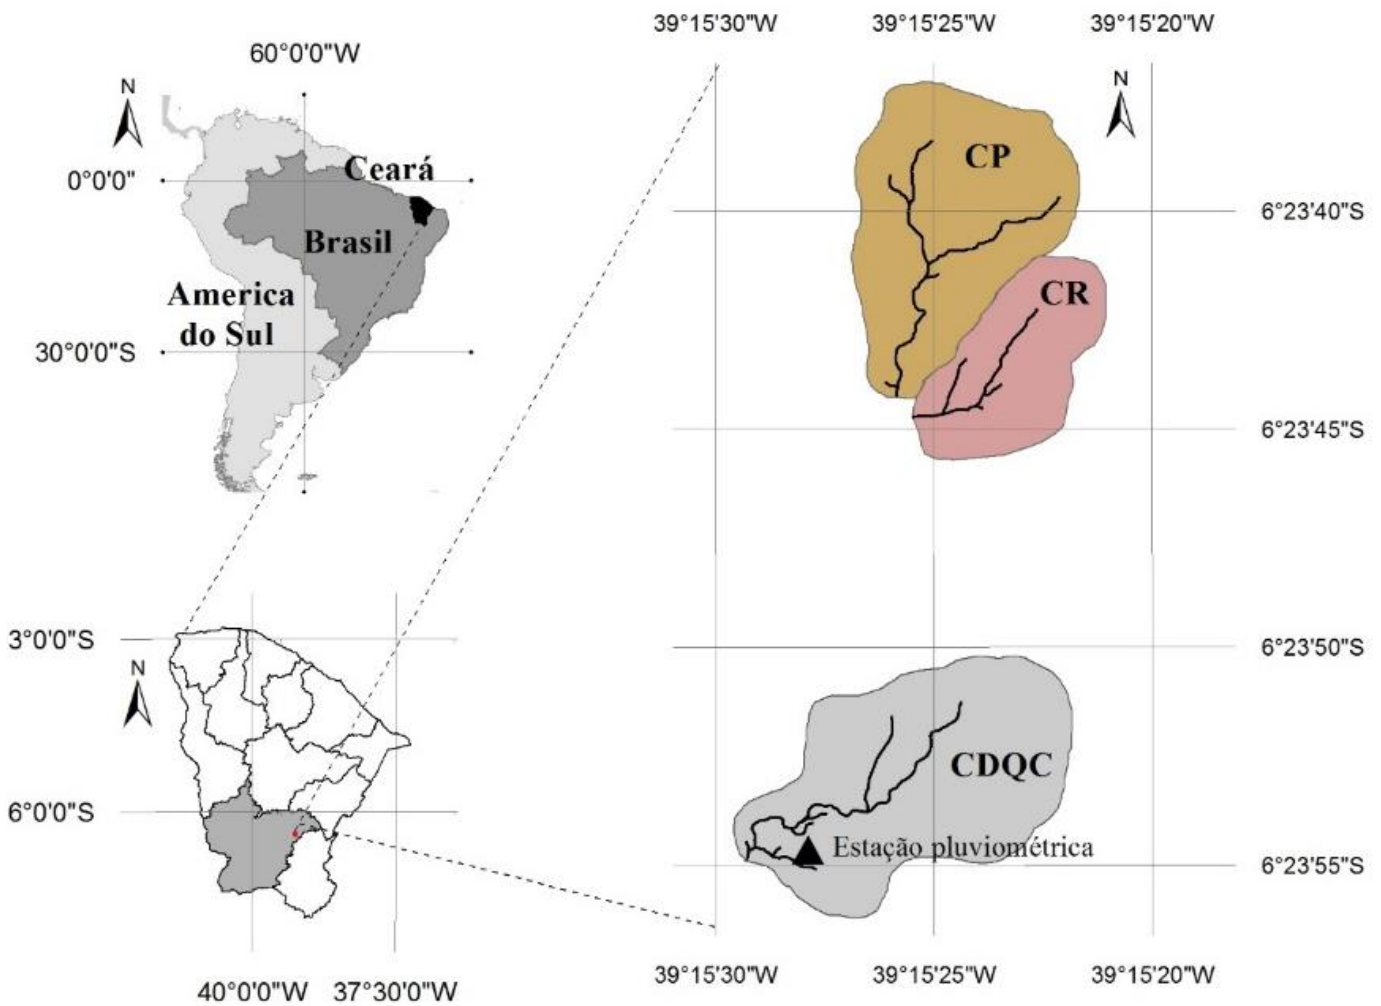 60°0'0"W
N
Ceará
0°0'0"
Brasil
America
do Sul
30°0'0"S
3°0'0"S
N
6°0'0"S
40°0'0"W 37°30'0"W
39°15'30"W 39°15'25"W 39°15'20"W
N
CP
6°23'40"S
CR
6°23'45"S
6°23'50"S
CDQC
Estação pluviométrica
6°23'55"S
39°15'30"W 39°15'25"W 39°15'20"W